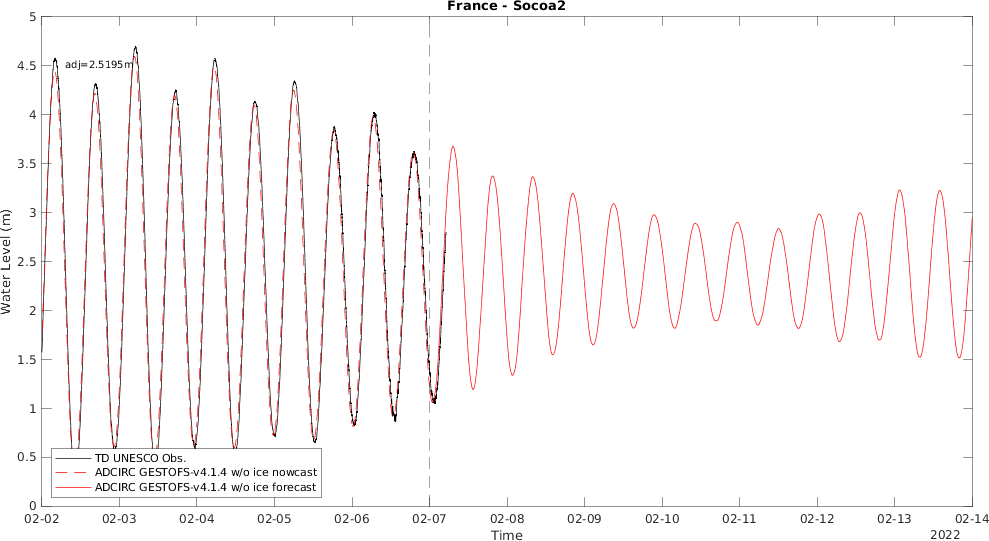 France - Socoa2
5
4.5
4
3.5
3
2.5
2
1.5
1
0.5
0
Water Level (m)
adj=2.5195m
TD UNESCO Obs.
ADCIRC GESTOFS-v4.1.4 w/o ice nowcast
ADCIRC GESTOFS-v4.1.4 w/o ice forecast
02-02 02-03 02-04 02-05 02-06 02-07 02-08 02-09 02-10 02-11 02-12 02-13 02-14
Time
2022